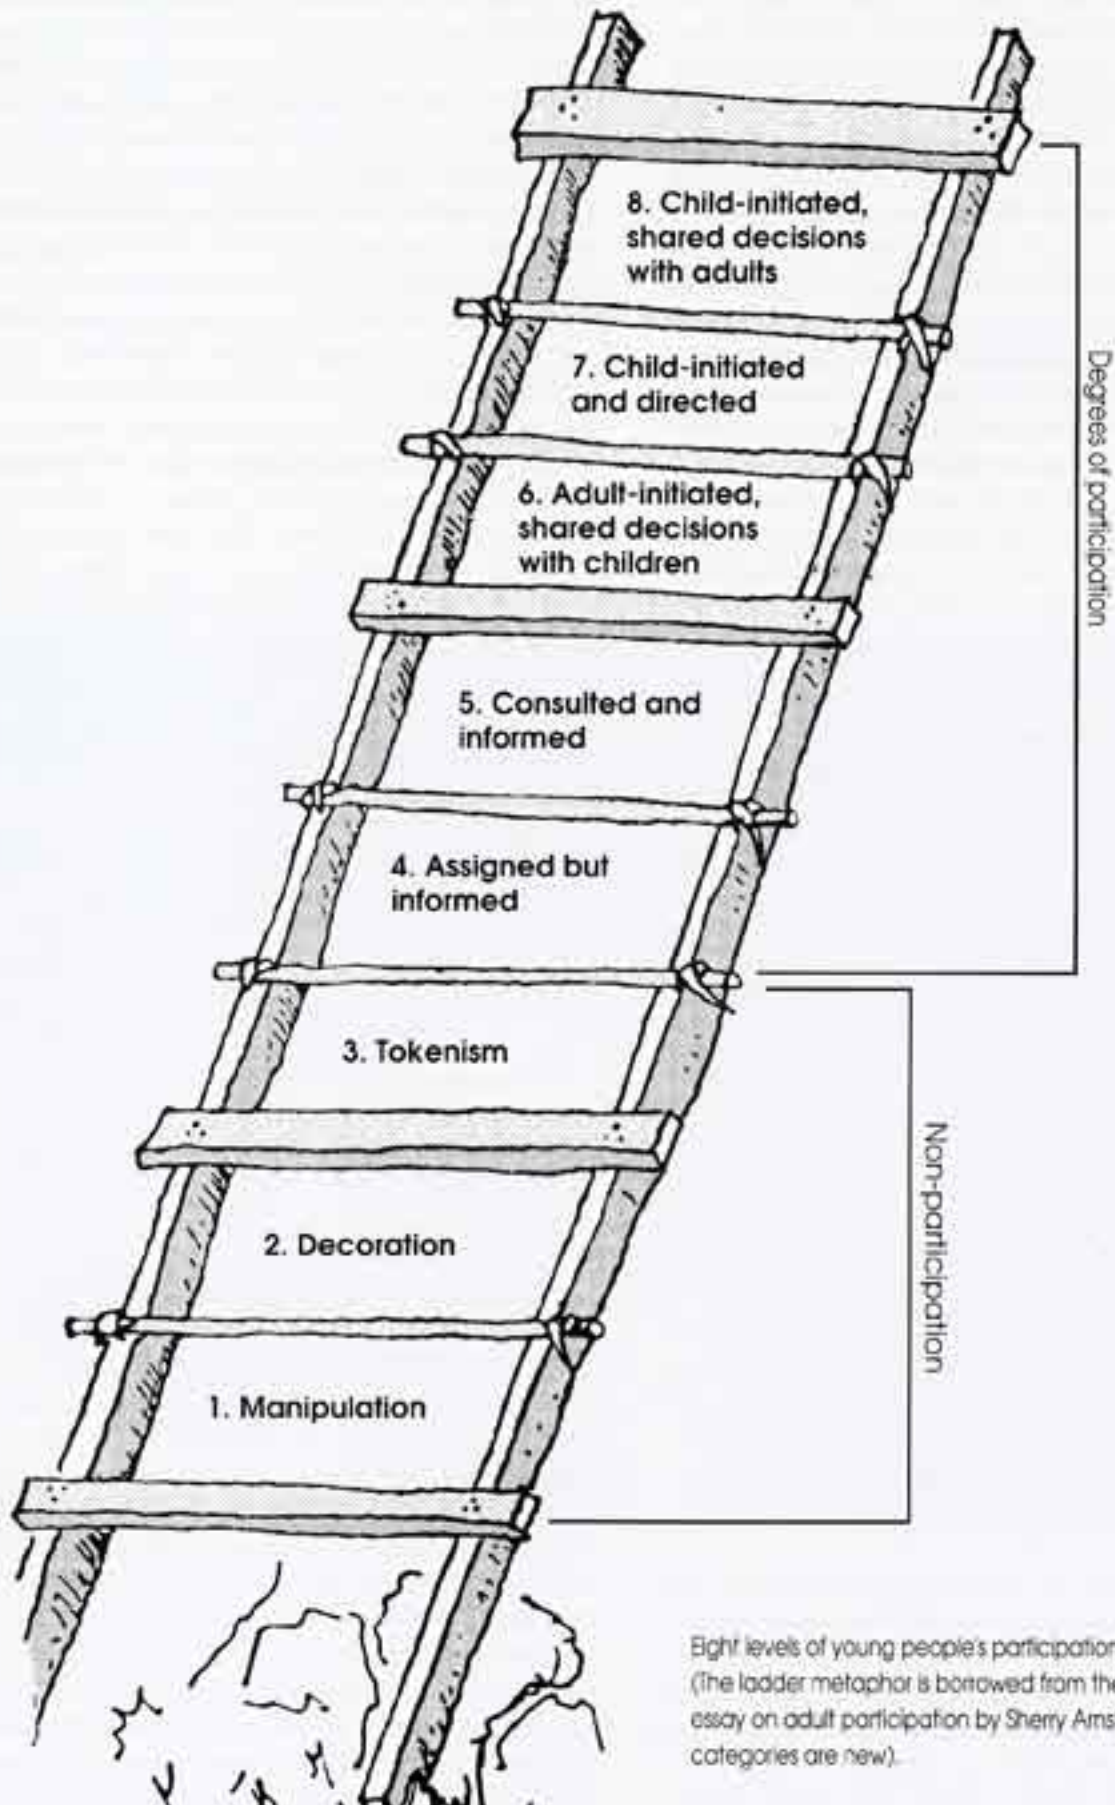 8. Child-initiated,
shared decisions
with adults
7. Child-initiated
and directed
6. Adult-initiated,
shared decisions
with children
5. Consulted and
informed
4. Assigned but
informed
3. Tokenism
2. Decoration
1. Manipulation
Degrees of participation
Non-participation
Eight levels of young people's participation
(The ladder metaphor is borrowed from the
essay on adult participation by Sherry Arns
categories are new).